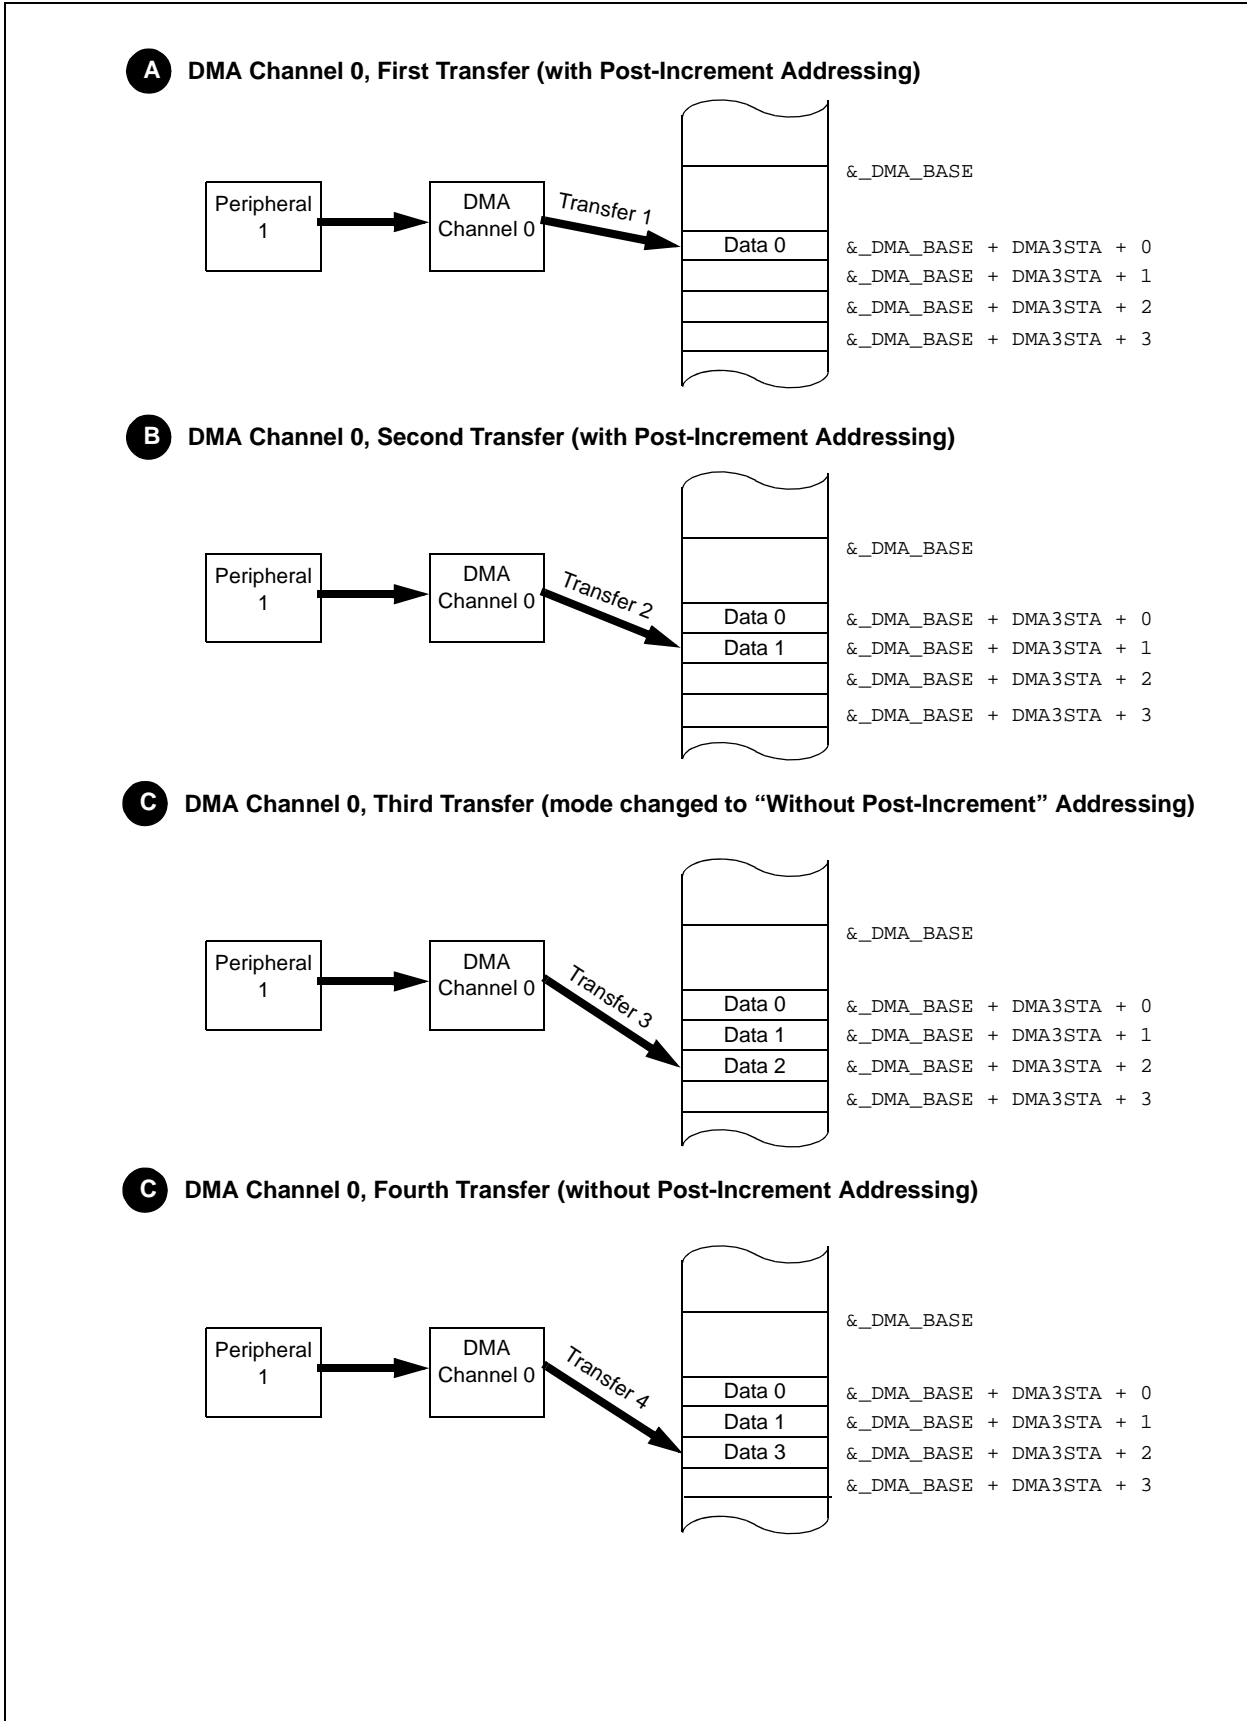 A DMA Channel 0, First Transfer (with Post-Increment Addressing)
Peripheral
1
DMA
Channel 0
Transfer 1
&_DMA_BASE
Data 0 &_DMA_BASE + DMA3STA + 0
&_DMA_BASE + DMA3STA + 1
&_DMA_BASE + DMA3STA + 2
&_DMA_BASE + DMA3STA + 3
B DMA Channel 0, Second Transfer (with Post-Increment Addressing)
Peripheral
1
DMA
Channel 0
Transfer 2
&_DMA_BASE
Data 0 &_DMA_BASE + DMA3STA + 0
Data 1 &_DMA_BASE + DMA3STA + 1
&_DMA_BASE + DMA3STA + 2
&_DMA_BASE + DMA3STA + 3
C DMA Channel 0, Third Transfer (mode changed to “Without Post-Increment” Addressing)
Peripheral
1
DMA
Channel 0
Transfer 3
&_DMA_BASE
Data 0 &_DMA_BASE + DMA3STA + 0
Data 1 &_DMA_BASE + DMA3STA + 1
Data 2 &_DMA_BASE + DMA3STA + 2
&_DMA_BASE + DMA3STA + 3
C DMA Channel 0, Fourth Transfer (without Post-Increment Addressing)
Peripheral
1
DMA
Channel 0
Transfer 4
&_DMA_BASE
Data 0 &_DMA_BASE + DMA3STA + 0
Data 1 &_DMA_BASE + DMA3STA + 1
Data 3 &_DMA_BASE + DMA3STA + 2
&_DMA_BASE + DMA3STA + 3